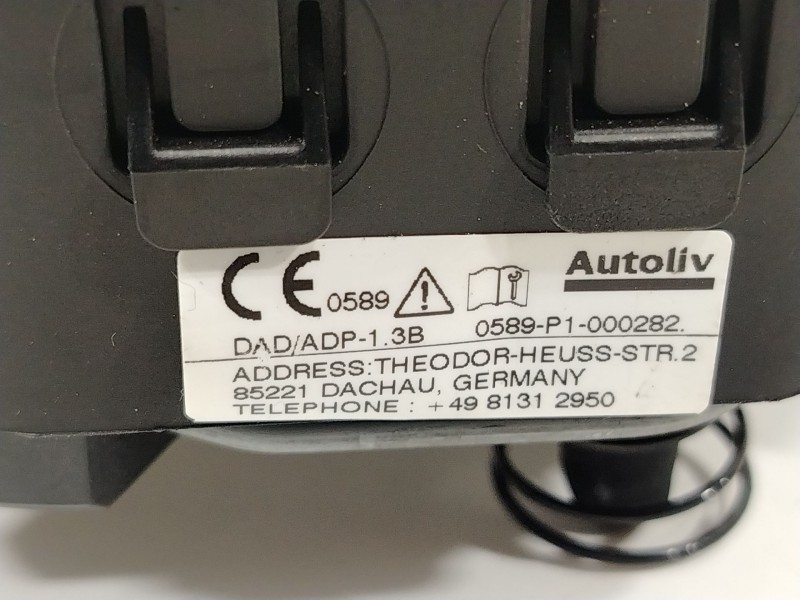 CE 0589 Autoliv
DAD/ADP-1.3B 0589-P1-000282.
ADDRESS:THEODOR-HEUSS-STR.2
85221 DACHAU, GERMANY
TELEPHONE : +49 8131 2950